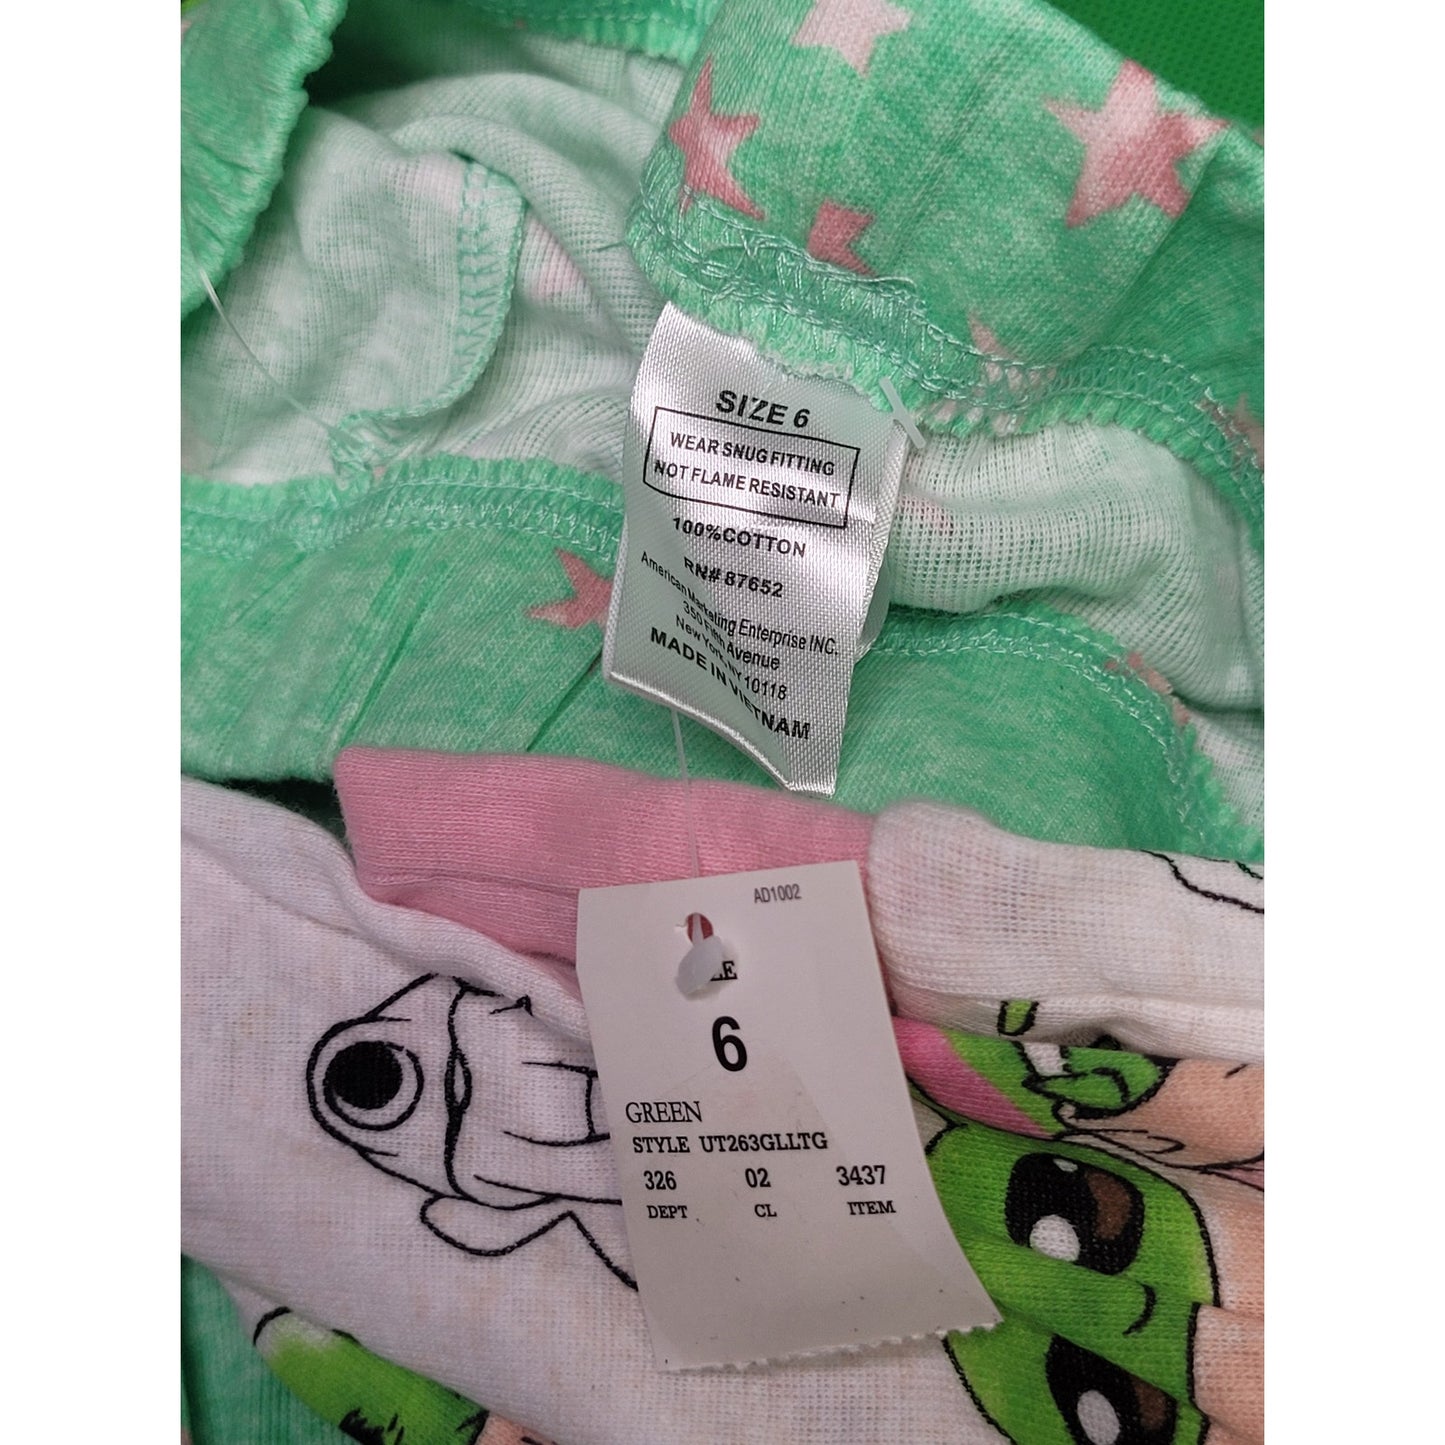 SIZE 6
WEAR SNUG FITTING
NOT FLAME RESISTANT
100%COTTON
RN# 87652
American Marketing Enterprise INC.
350 Fifth Avenue
New York, NY 10118
MADE IN VIETNAM
AD1002
6
GREEN
STYLE UT263GLLTG
326 02 3437
DEPT CL ITEM